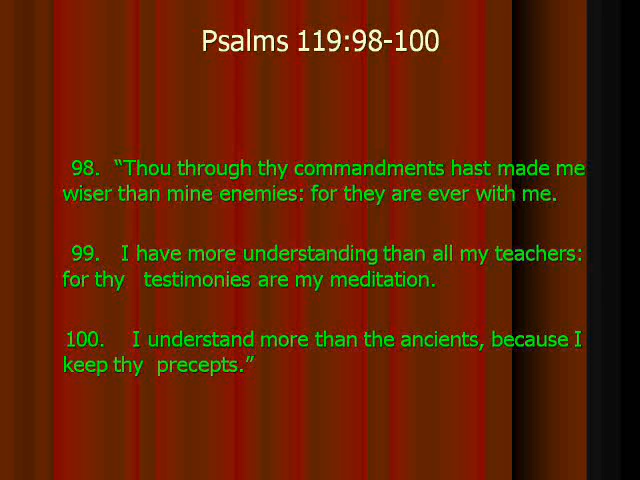 Psalms 119:98-100
98. “Thou through thy commandments hast made me
wiser than mine enemies: for they are ever with me.
99. I have more understanding than all my teachers:
for thy testimonies are my meditation.
100. I understand more than the ancients, because I
keep thy precepts.”